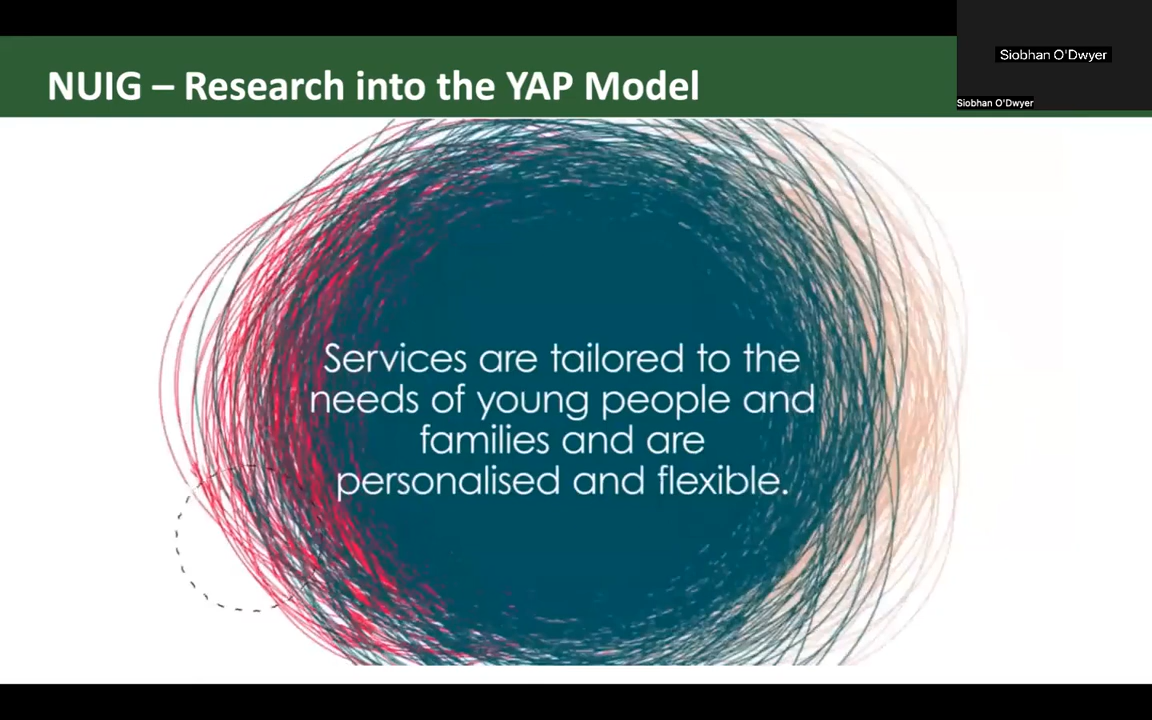 NUIG – Research into the YAP Model
Siobhan O'Dwyer
Siobhan O'Dwyer
Services are tailored to the
needs of young people and
families and are
personalised and flexible.